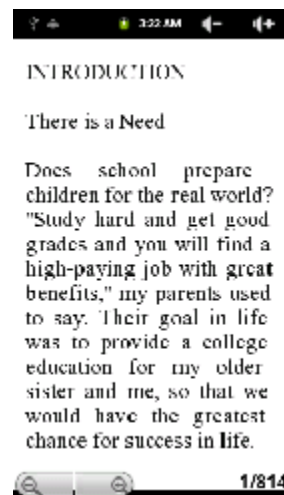 3:22 AM
INTRODUCTION
There is a Need
Does school prepare
children for the real world?
"Study hard and get good
grades and you will find a
high-paying job with great
benefits," my parents used
to say. Their goal in life
was to provide a college
education for my older
sister and me, so that we
would have the greatest
chance for success in life.
1/814